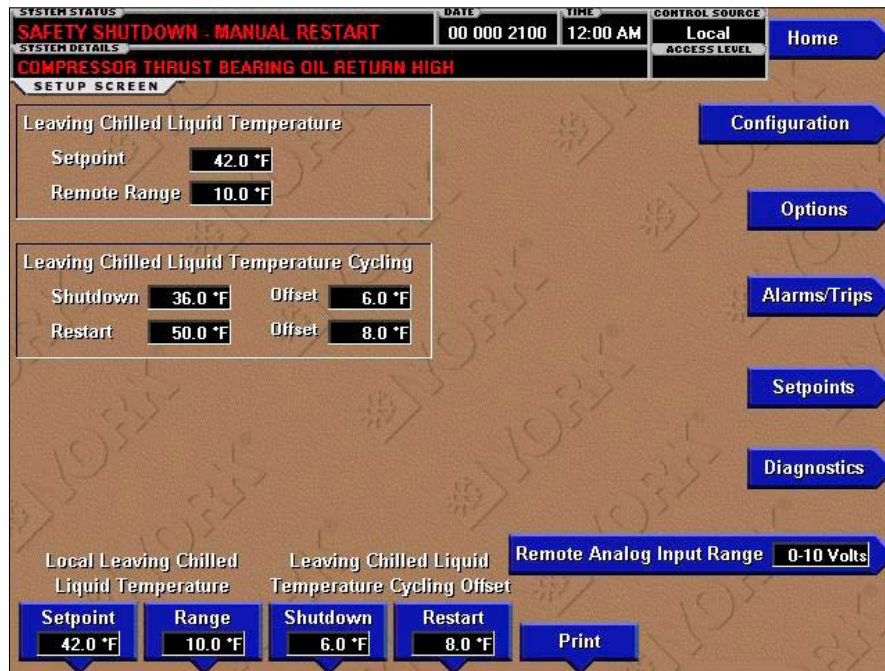 SYSTEM STATUS
SAFETY SHUTDOWN - MANUAL RESTART
DATE
00 000 2100
TIME
12:00 AM
CONTROL SOURCE
Local
ACCESS LEVEL
Home
SYSTEM DETAILS
COMPRESSOR THRUST BEARING OIL RETURN HIGH
SETUP SCREEN
Leaving Chilled Liquid Temperature
Setpoint 42.0 °F
Remote Range 10.0 °F
Configuration
Options
Leaving Chilled Liquid Temperature Cycling
Shutdown 36.0 °F Offset 6.0 °F
Restart 50.0 °F Offset 8.0 °F
Alarms/Trips
Setpoints
Diagnostics
Remote Analog Input Range 0-10 Volts
Local Leaving Chilled
Liquid Temperature
Leaving Chilled Liquid
Temperature Cycling Offset
Setpoint
42.0 °F
Range
10.0 °F
Shutdown
6.0 °F
Restart
8.0 °F
Print
YORK